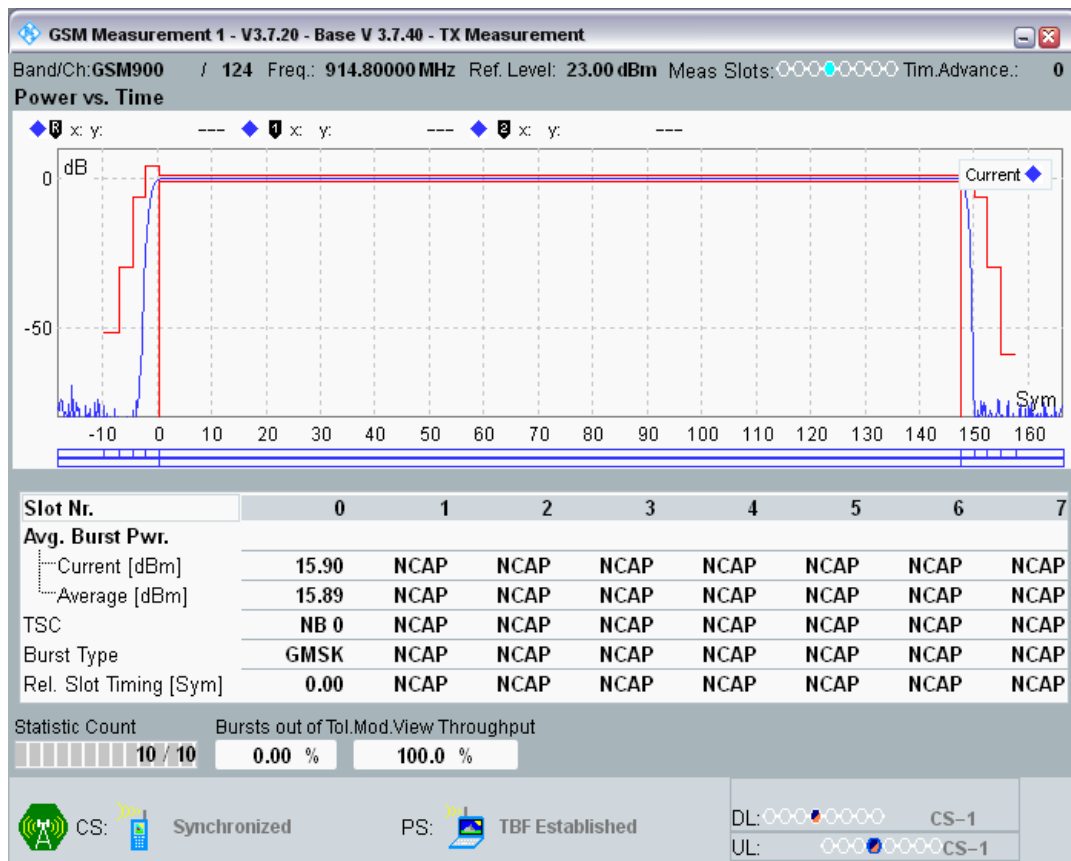 GSM Measurement 1 - V3.7.20 - Base V 3.7.40 - TX Measurement
Band/Ch:GSM900 / 124 Freq.: 914.80000 MHz Ref. Level: 23.00 dBm Meas Slots: Tim.Advance.: 0
Power vs. Time
R x: y: --- 1 x: y: --- 2 x: y: ---
dB
0
Current
-50
Sym
-10 0 10 20 30 40 50 60 70 80 90 100 110 120 130 140 150 160
Slot Nr. 0 1 2 3 4 5 6 7
Avg. Burst Pwr.
Current [dBm] 15.90 NCAP NCAP NCAP NCAP NCAP NCAP NCAP
Average [dBm] 15.89 NCAP NCAP NCAP NCAP NCAP NCAP NCAP
TSC NB 0 NCAP NCAP NCAP NCAP NCAP NCAP NCAP
Burst Type GMSK NCAP NCAP NCAP NCAP NCAP NCAP NCAP
Rel. Slot Timing [Sym] 0.00 NCAP NCAP NCAP NCAP NCAP NCAP NCAP
Statistic Count Bursts out of Tol.Mod.View Throughput
10 / 10 0.00 % 100.0 %
CS: Synchronized PS: TBF Established
DL: CS-1
UL: CS-1